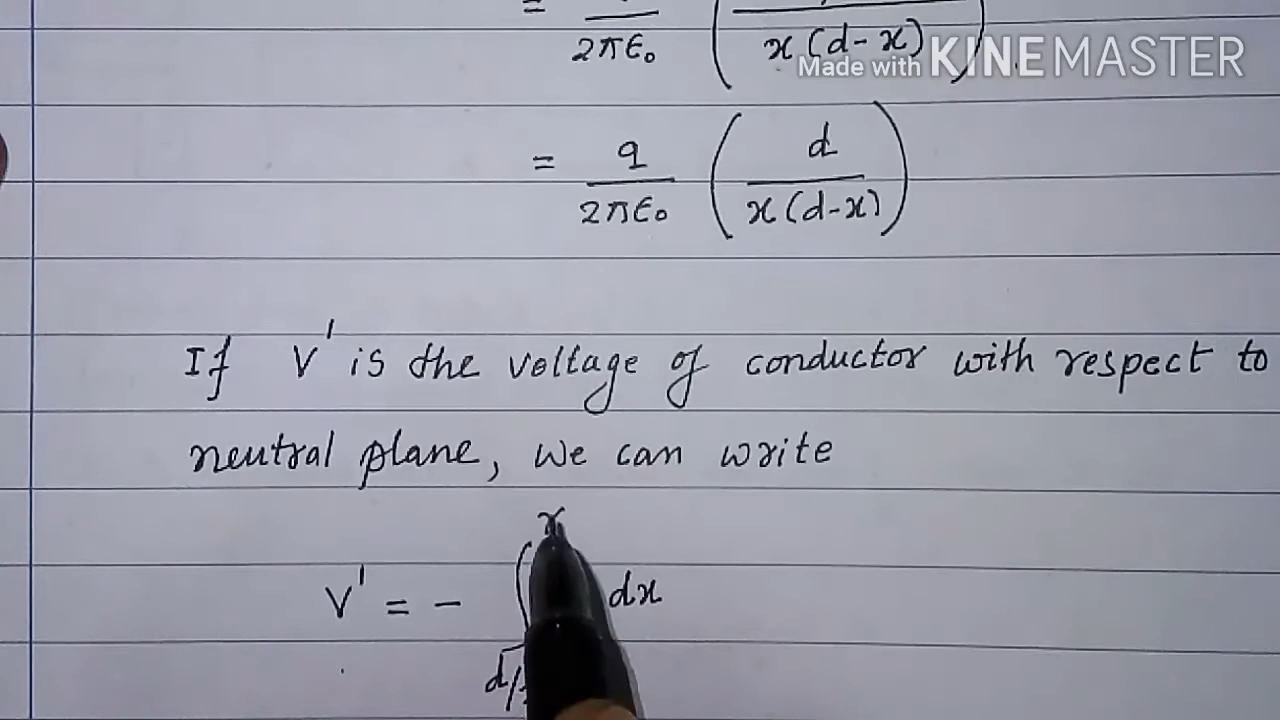 = 2πε₀ ( x(d-x) )
Made with KINEMASTER
= q/2πε₀ ( d / x(d-x) )
If V' is the voltage of conductor with respect to
neutral plane, we can write
V' = - ∫ dx